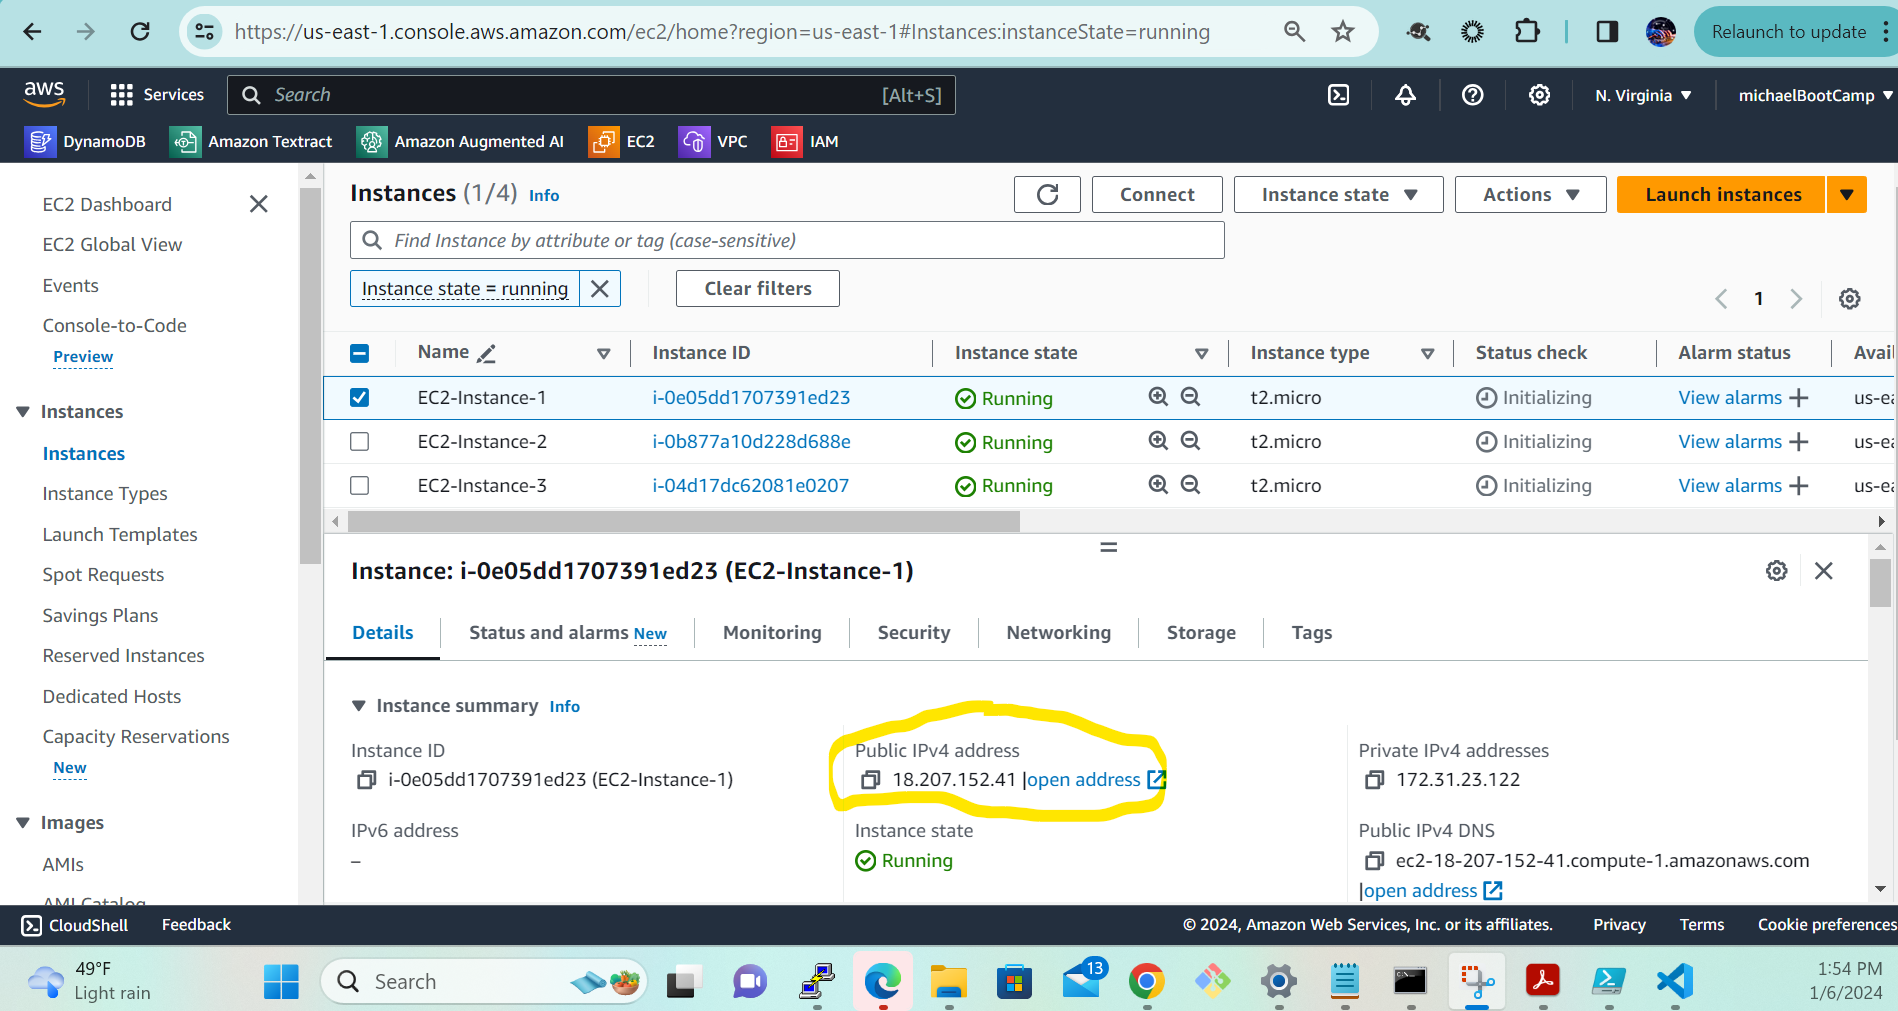 https://us-east-1.console.aws.amazon.com/ec2/home?region=us-east-1#Instances:instanceState=running
Relaunch to update
aws
Services
Search
[Alt+S]
N. Virginia
michaelBootCamp
DynamoDB
Amazon Textract
Amazon Augmented AI
EC2
VPC
IAM
EC2 Dashboard
EC2 Global View
Events
Console-to-Code
Preview
Instances
Instances
Instance Types
Launch Templates
Spot Requests
Savings Plans
Reserved Instances
Dedicated Hosts
Capacity Reservations
New
Images
AMIs
AMI Catalog
Instances (1/4) Info
Connect
Instance state
Actions
Launch instances
Find Instance by attribute or tag (case-sensitive)
Instance state = running
Clear filters
1
Name Instance ID Instance state Instance type Status check Alarm status Avail
EC2-Instance-1 i-0e05dd1707391ed23 Running t2.micro Initializing View alarms us-ea
EC2-Instance-2 i-0b877a10d228d688e Running t2.micro Initializing View alarms us-ea
EC2-Instance-3 i-04d17dc62081e0207 Running t2.micro Initializing View alarms us-ea
Instance: i-0e05dd1707391ed23 (EC2-Instance-1)
Details
Status and alarms New
Monitoring
Security
Networking
Storage
Tags
Instance summary Info
Instance ID
i-0e05dd1707391ed23 (EC2-Instance-1)
Public IPv4 address
18.207.152.41 |open address
Private IPv4 addresses
172.31.23.122
IPv6 address
–
Instance state
Running
Public IPv4 DNS
ec2-18-207-152-41.compute-1.amazonaws.com
|open address
CloudShell
Feedback
© 2024, Amazon Web Services, Inc. or its affiliates.
Privacy
Terms
Cookie preferences
49°F
Light rain
Search
13
1:54 PM
1/6/2024